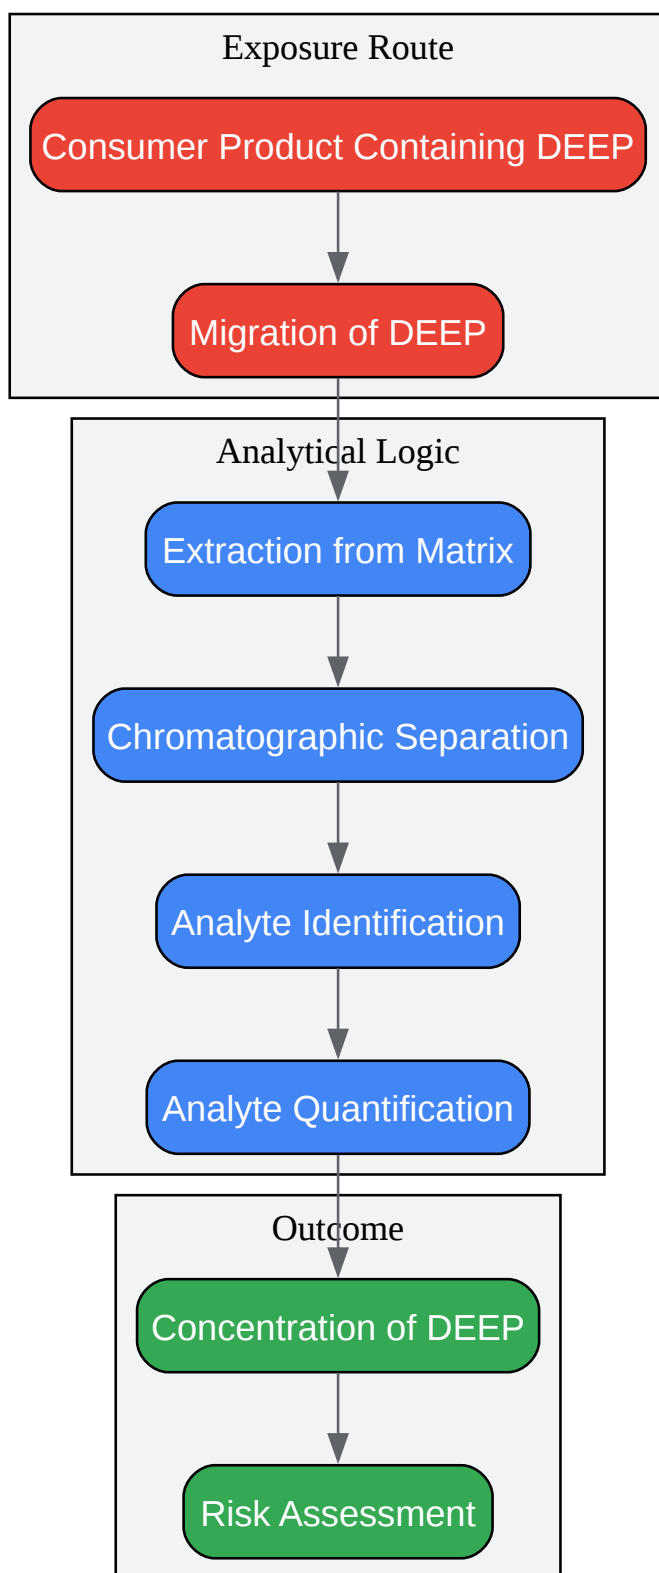 Exposure Route
Consumer Product Containing DEEP
Migration of DEEP
Analytical Logic
Extraction from Matrix
Chromatographic Separation
Analyte Identification
Analyte Quantification
Outcome
Concentration of DEEP
Risk Assessment